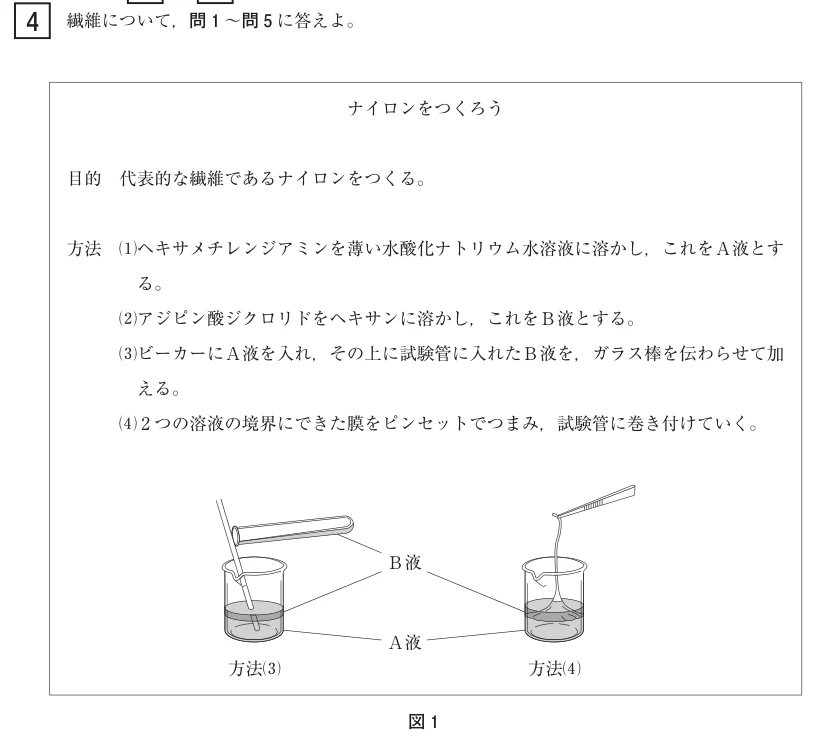 4 繊維について，問1～問5に答えよ。
ナイロンをつくろう
目的 代表的な繊維であるナイロンをつくる。
方法 (1)ヘキサメチレンジアミンを薄い水酸化ナトリウム水溶液に溶かし，これをA液とす
る。
(2)アジピン酸ジクロリドをヘキサンに溶かし，これをB液とする。
(3)ビーカーにA液を入れ，その上に試験管に入れたB液を，ガラス棒を伝わらせて加
える。
(4)2つの溶液の境界にできた膜をピンセットでつまみ，試験管に巻き付けていく。
B液
A液
方法(3) 方法(4)
図1